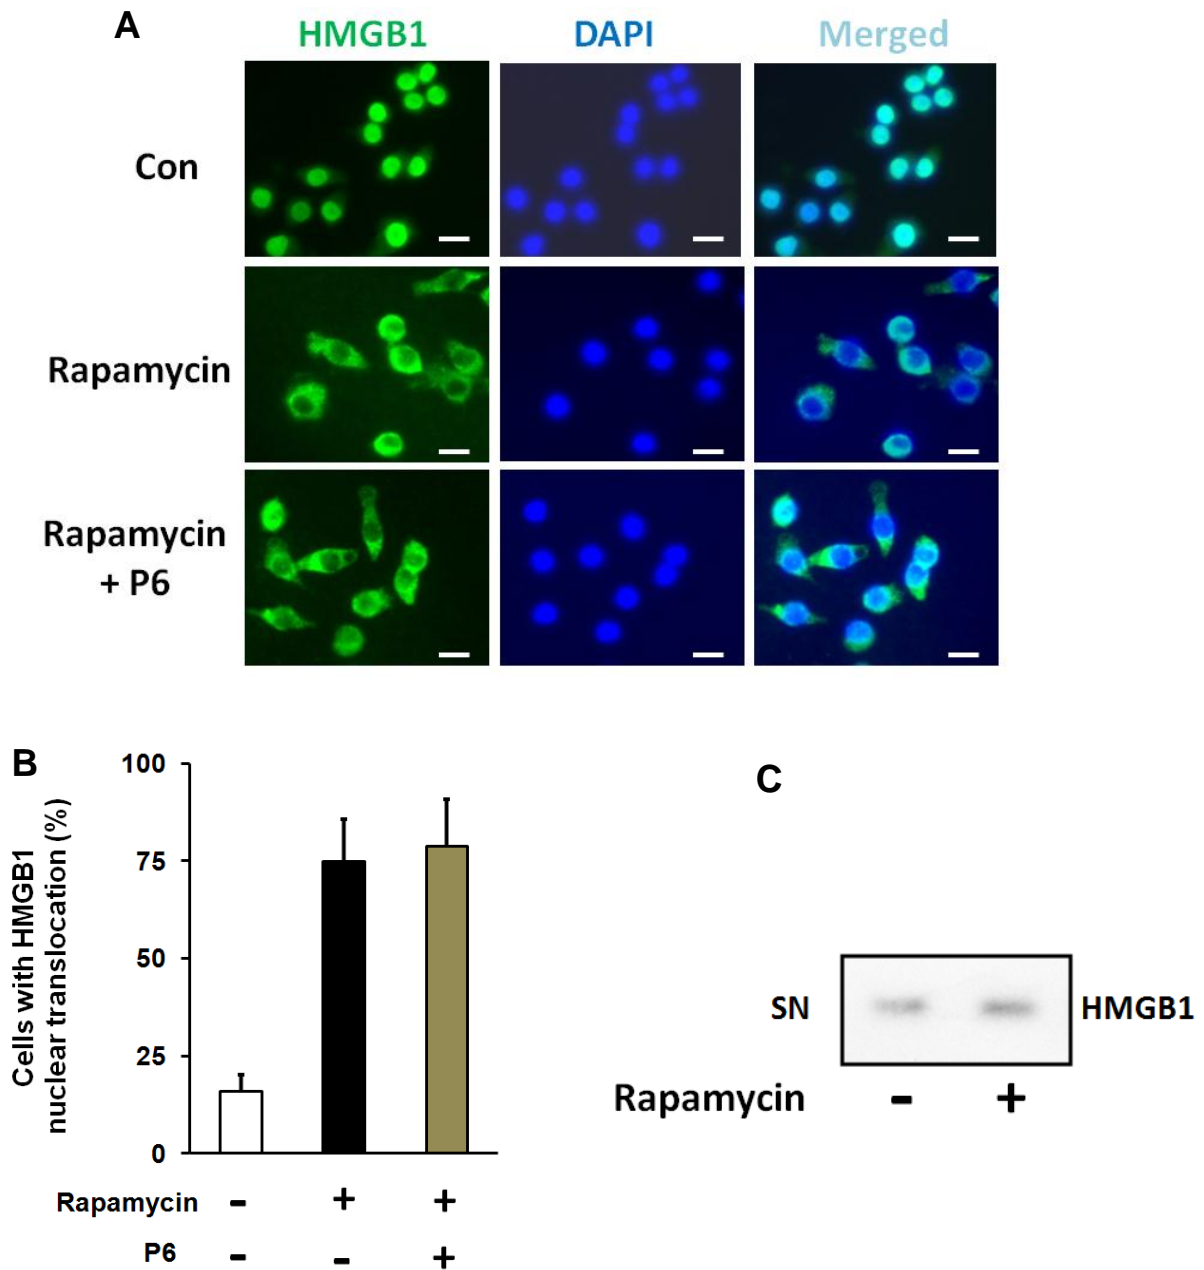 A
HMGB1 DAPI Merged
Con
Rapamycin
Rapamycin
+ P6
B
Cells with HMGB1
nuclear translocation (%)
100
75
50
25
0
Rapamycin - + +
P6 - - +
C
SN HMGB1
Rapamycin - +